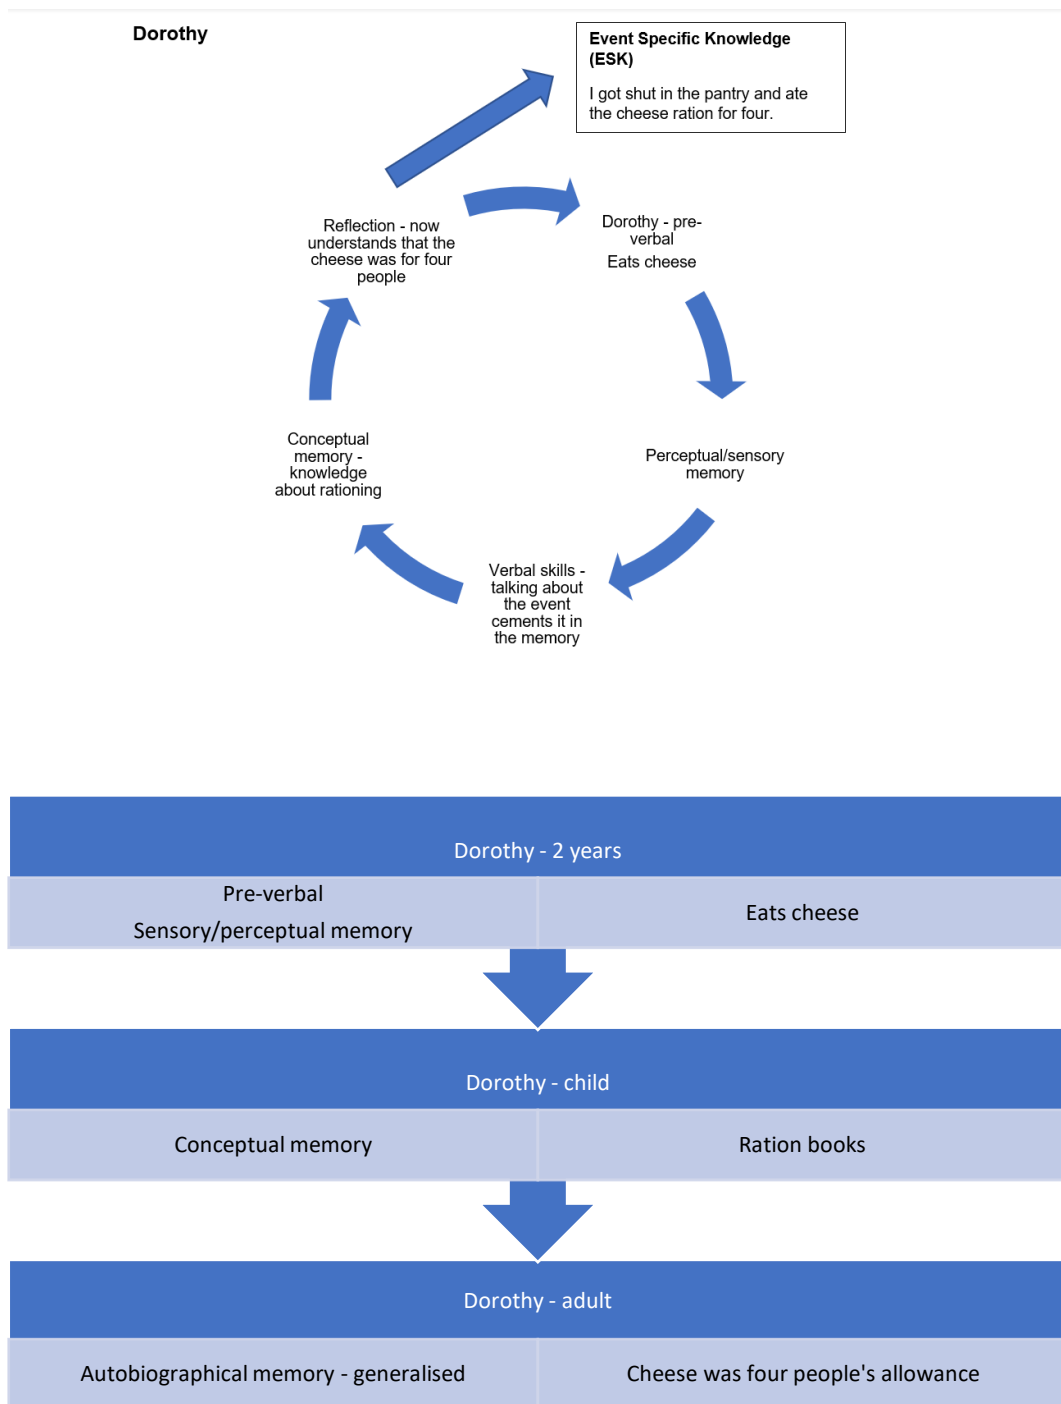 Dorothy
Event Specific Knowledge
(ESK)
I got shut in the pantry and ate
the cheese ration for four.
Reflection - now
understands that the
cheese was for four
people
Dorothy - pre-
verbal
Eats cheese
Perceptual/sensory
memory
Verbal skills -
talking about
the event
cements it in
the memory
Conceptual
memory -
knowledge
about rationing
Dorothy - 2 years
Pre-verbal
Sensory/perceptual memory
Eats cheese
Dorothy - child
Conceptual memory
Ration books
Dorothy - adult
Autobiographical memory - generalised
Cheese was four people's allowance